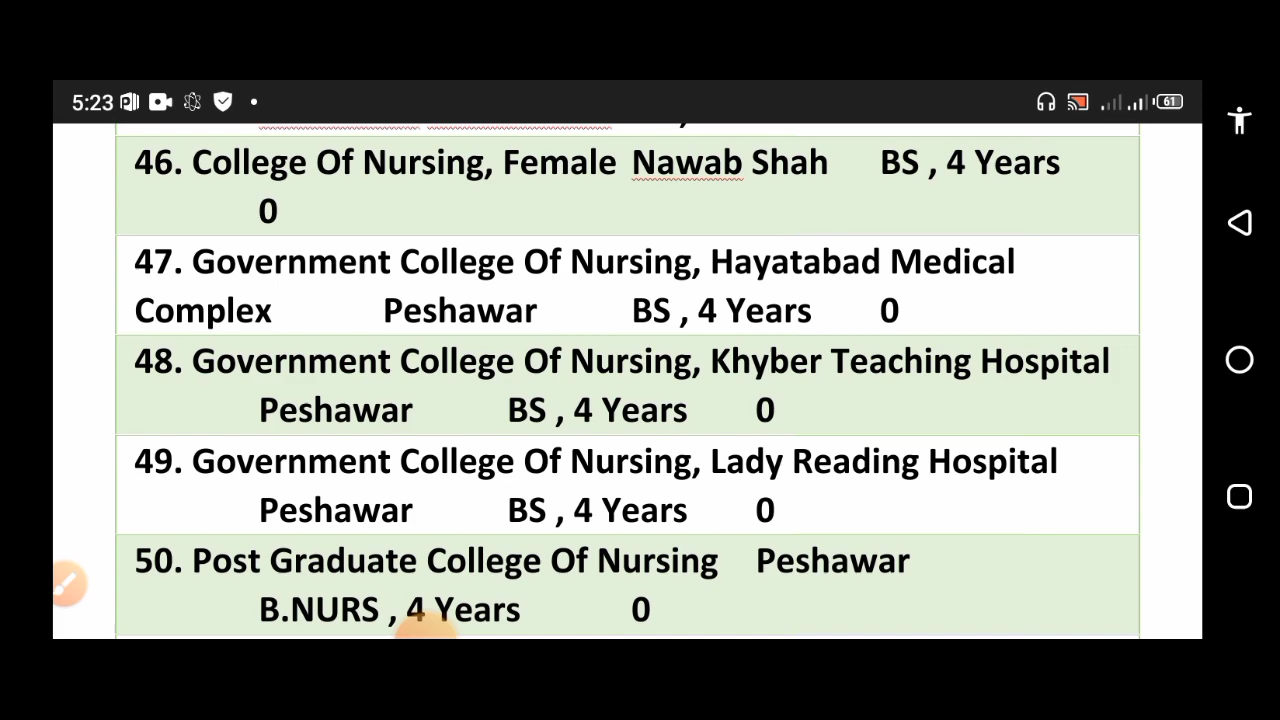 5:23
61
46. College Of Nursing, Female Nawab Shah BS , 4 Years
0
47. Government College Of Nursing, Hayatabad Medical
Complex Peshawar BS , 4 Years 0
48. Government College Of Nursing, Khyber Teaching Hospital
Peshawar BS , 4 Years 0
49. Government College Of Nursing, Lady Reading Hospital
Peshawar BS , 4 Years 0
50. Post Graduate College Of Nursing Peshawar
B.NURS , 4 Years 0